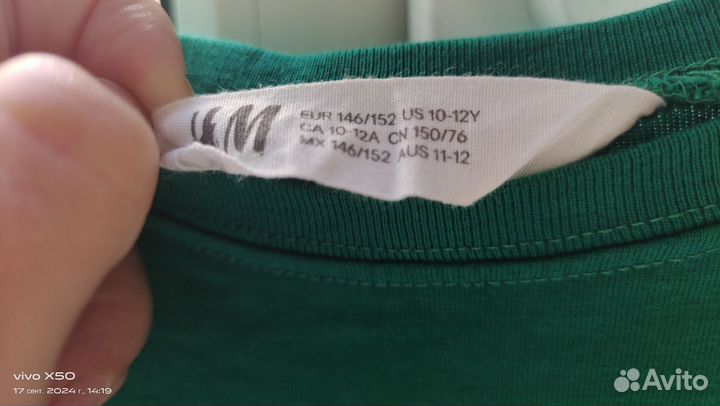 H&M
EUR 146/152 US 10-12Y
CA 10-12A CN 150/76
MX 146/152 AUS 11-12
vivo X50
17 сент. 2024 г., 14:19
Avito